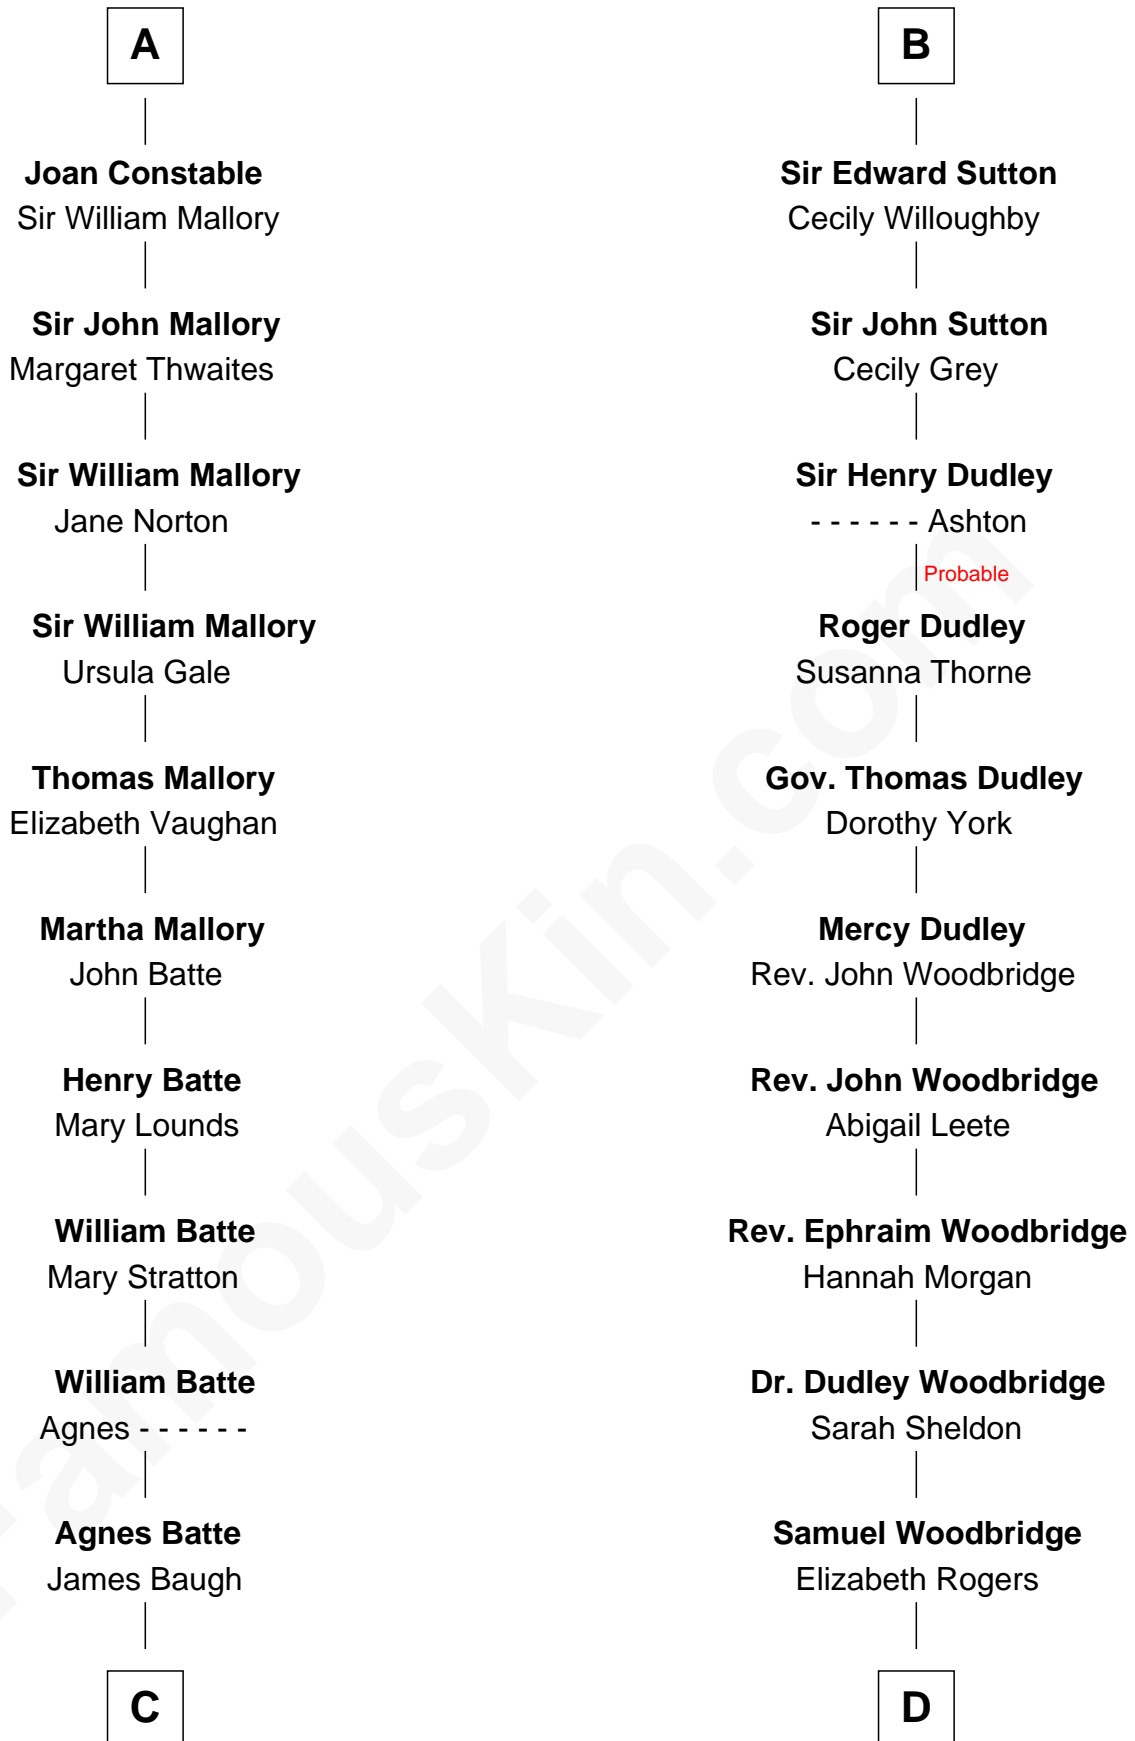 A
Joan Constable
Sir William Mallory
Sir John Mallory
Margaret Thwaites
Sir William Mallory
Jane Norton
Sir William Mallory
Ursula Gale
Thomas Mallory
Elizabeth Vaughan
Martha Mallory
John Batte
Henry Batte
Mary Lounds
William Batte
Mary Stratton
William Batte
Agnes - - - - - -
Agnes Batte
James Baugh
C
B
Sir Edward Sutton
Cecily Willoughby
Sir John Sutton
Cecily Grey
Sir Henry Dudley
- - - - - - Ashton
Probable
Roger Dudley
Susanna Thorne
Gov. Thomas Dudley
Dorothy York
Mercy Dudley
Rev. John Woodbridge
Rev. John Woodbridge
Abigail Leete
Rev. Ephraim Woodbridge
Hannah Morgan
Dr. Dudley Woodbridge
Sarah Sheldon
Samuel Woodbridge
Elizabeth Rogers
D
FamousKin.com